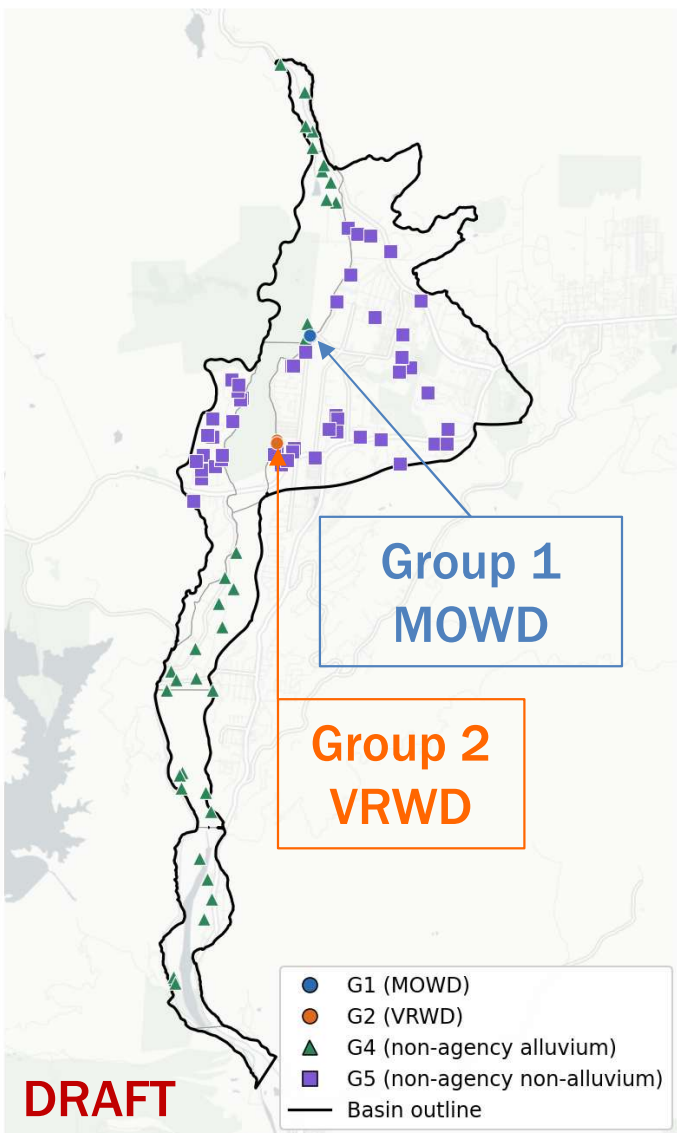 Group 1
MOWD
Group 2
VRWD
G1 (MOWD)
G2 (VRWD)
G4 (non-agency alluvium)
G5 (non-agency non-alluvium)
Basin outline
DRAFT